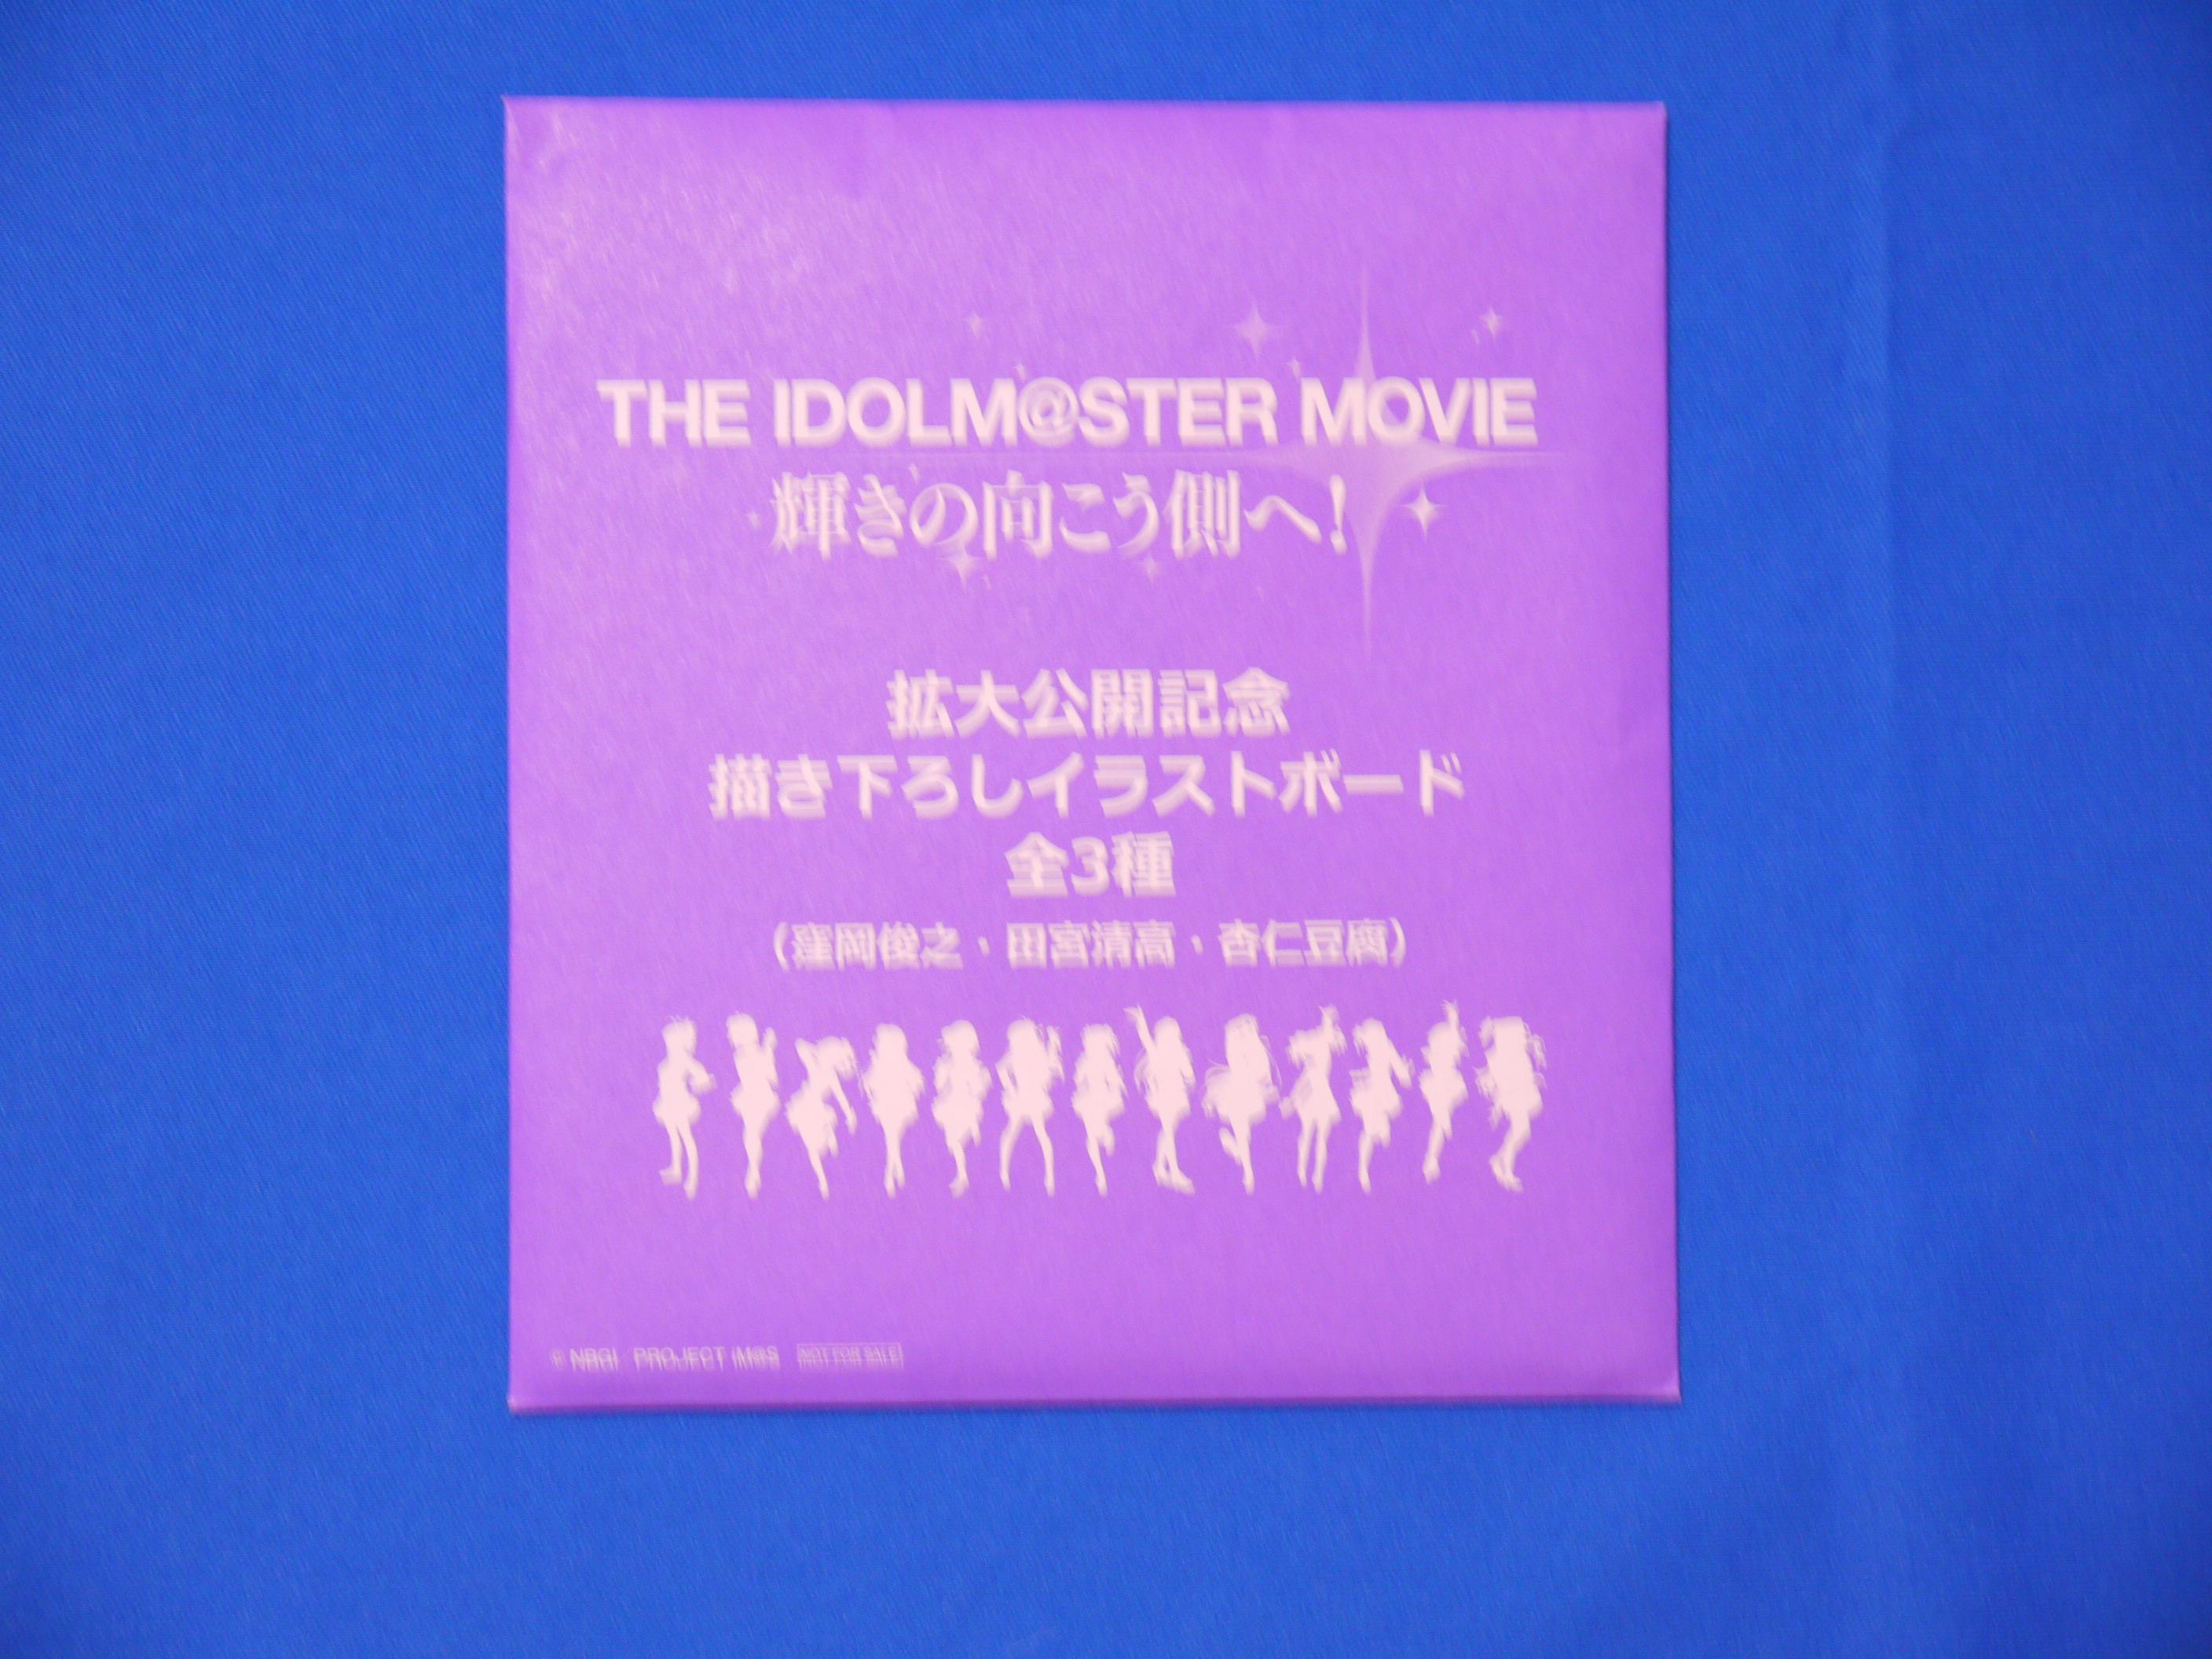 THE IDOLM@STER MOVIE
輝きの向こう側へ!
拡大公開記念
描き下ろしイラストボード
全3種
(窪岡俊之・田宮清高・杏仁豆腐)
© NBGI/PROJECT iM@S NOT FOR SALE